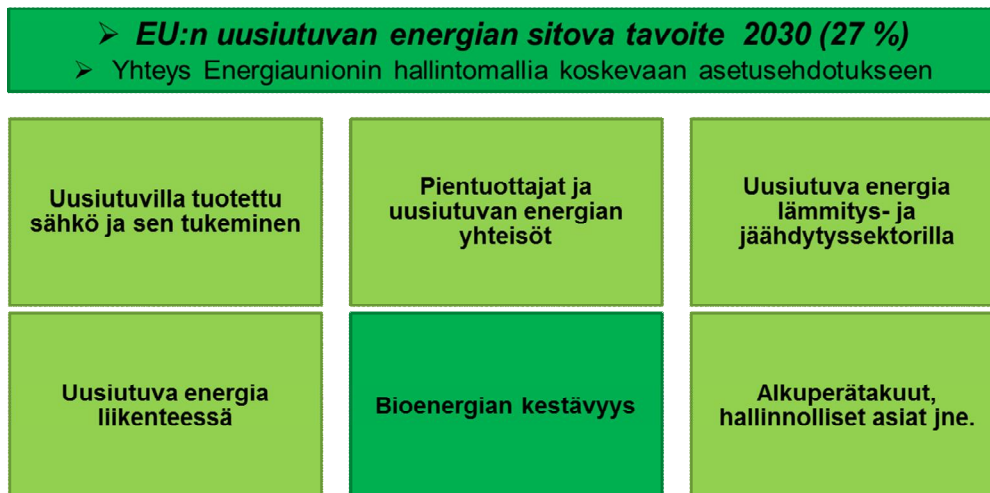 ➢ EU:n uusiutuvan energian sitova tavoite 2030 (27 %)
➢ Yhteys Energiaunionin hallintomallia koskevaan asetusehdotukseen
Uusiutuvilla tuotettu
sähkö ja sen tukeminen
Pientuottajat ja
uusiutuvan energian
yhteisöt
Uusiutuva energia
lämmitys- ja
jäähdytyssektorilla
Uusiutuva energia
liikenteessä
Bioenergian kestävyys
Alkuperätakuut,
hallinnolliset asiat jne.